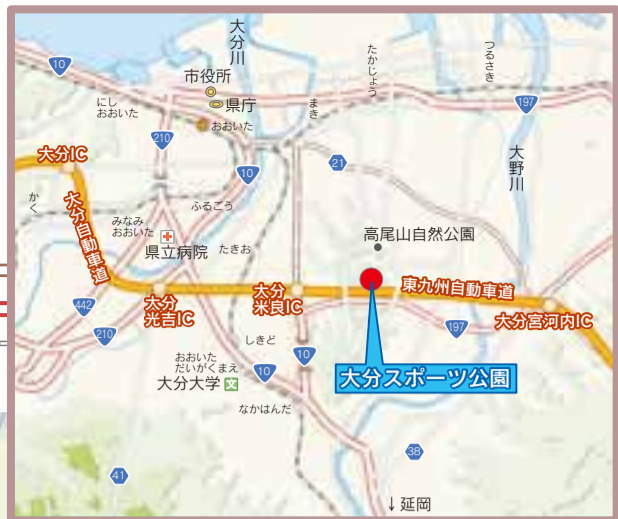 10
大分川
たかじょう
つるさき
市役所
県庁
にし
おおいた
まき
197
210
おおいた
大分IC
10
21
大野川
かく
大分自動車道
ふるごう
みなみ
おおいた
県立病院
たきお
高尾山自然公園
大分
米良IC
東九州自動車道
442
大分
光吉IC
197
大分宮河内IC
210
しきど
10
おおいた
だいがくまえ
大分大学
文
10
大分スポーツ公園
なかはんだ
38
41
↓延岡